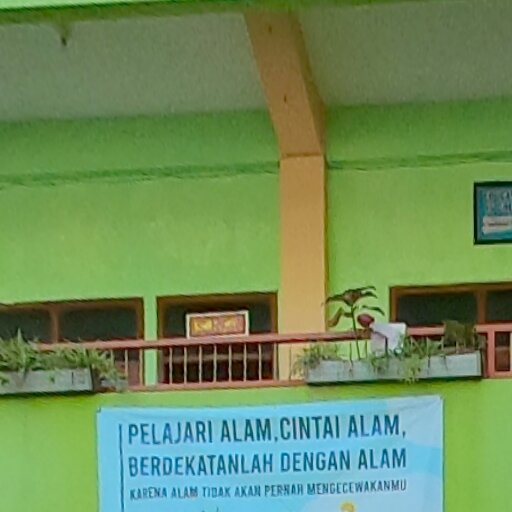 PELAJARI ALAM,CINTAI ALAM,
BERDEKATANLAH DENGAN ALAM
KARENA ALAM TIDAK AKAN PERNAH MENGECEWAKANMU